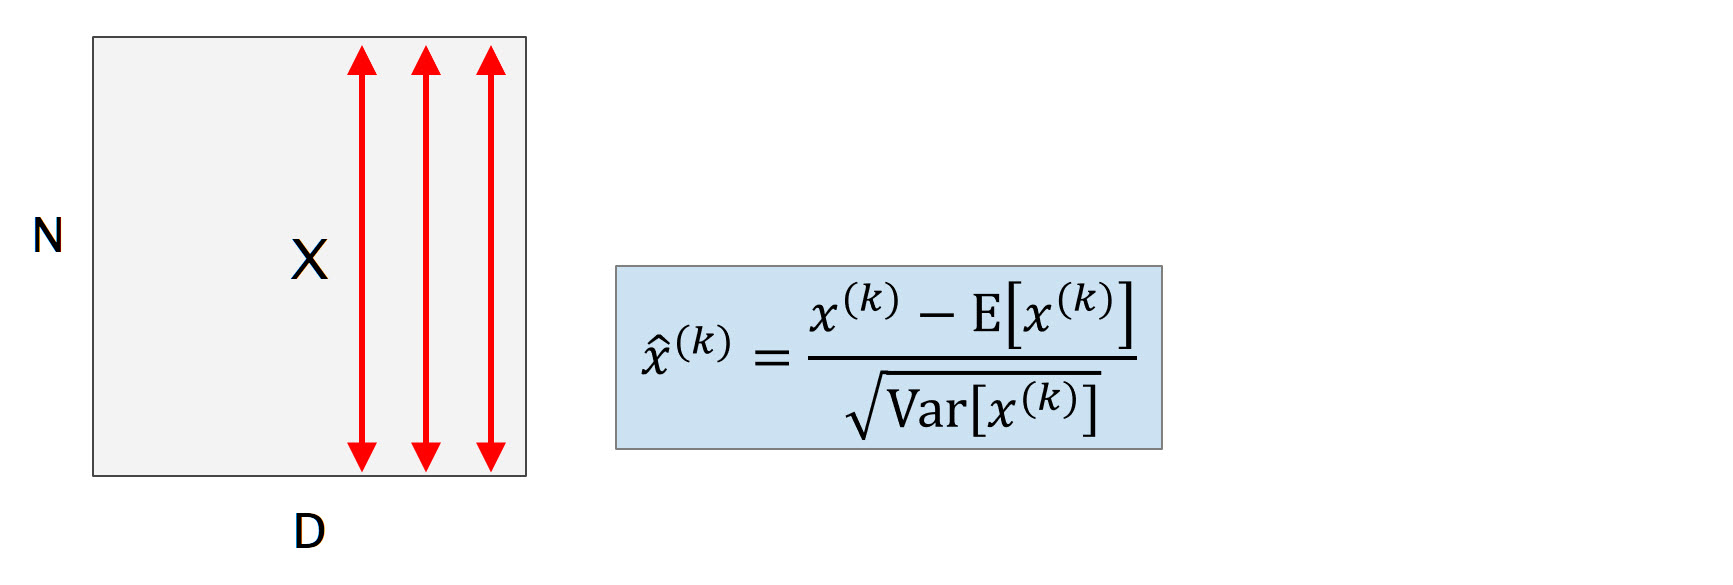 N
X
D
x̂^(k) = (x^(k) − E[x^(k)]) / √Var[x^(k)]